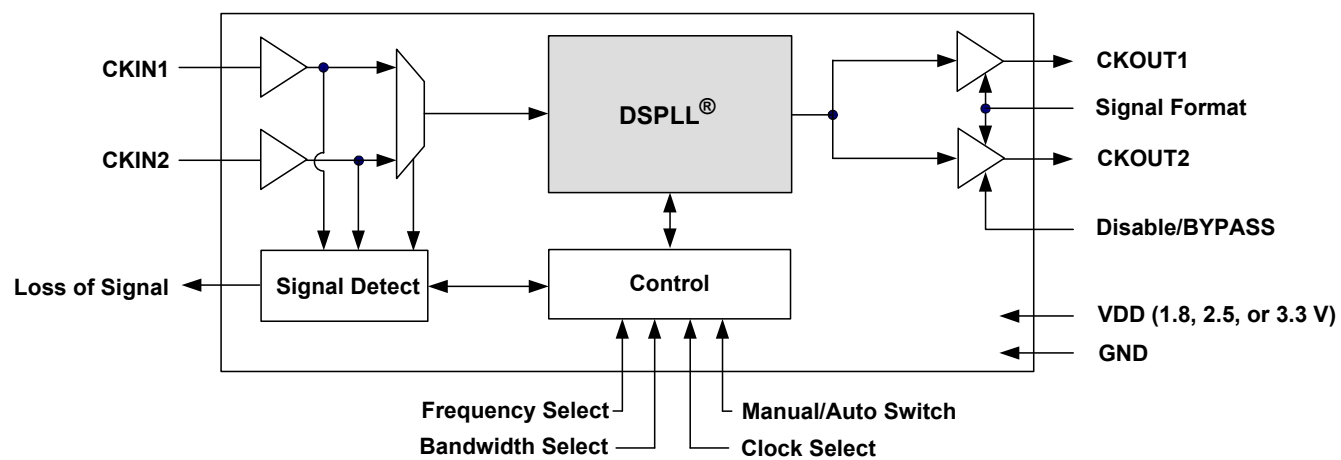 CKIN1
CKIN2
DSPLL®
CKOUT1
Signal Format
CKOUT2
Disable/BYPASS
Loss of Signal
Signal Detect
Control
VDD (1.8, 2.5, or 3.3 V)
GND
Frequency Select
Manual/Auto Switch
Bandwidth Select
Clock Select